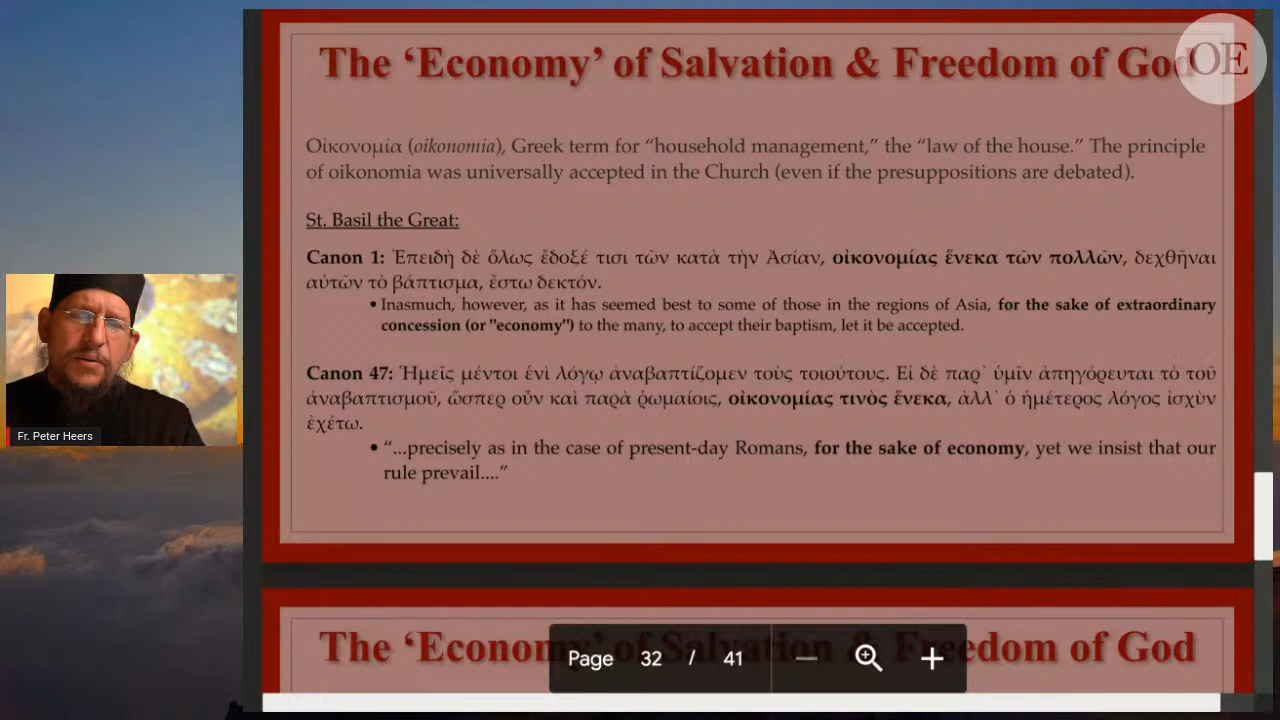 The ‘Economy’ of Salvation & Freedom of God
OE
Οἰκονομία (oikonomia), Greek term for “household management,” the “law of the house.” The principle
of oikonomia was universally accepted in the Church (even if the presuppositions are debated).
St. Basil the Great:
Canon 1: Ἐπειδὴ δὲ ὅλως ἔδοξέ τισι τῶν κατὰ τὴν Ἀσίαν, οἰκονομίας ἕνεκα τῶν πολλῶν, δεχθῆναι
αὐτῶν τὸ βάπτισμα, ἔστω δεκτόν.
• Inasmuch, however, as it has seemed best to some of those in the regions of Asia, for the sake of extraordinary
concession (or "economy") to the many, to accept their baptism, let it be accepted.
Canon 47: Ἡμεῖς μέντοι ἑνὶ λόγῳ ἀναβαπτίζομεν τοὺς τοιούτους. Εἰ δὲ παρ᾽ ὑμῖν ἀπηγόρευται τὸ τοῦ
ἀναβαπτισμοῦ, ὥσπερ οὖν καὶ παρὰ ῥωμαίοις, οἰκονομίας τινὸς ἕνεκα, ἀλλ᾽ ὁ ἡμέτερος λόγος ἰσχὺν
ἐχέτω.
• “...precisely as in the case of present-day Romans, for the sake of economy, yet we insist that our
rule prevail....”
Fr. Peter Heers
The ‘Economy’ of Salvation & Freedom of God
Page 32 / 41